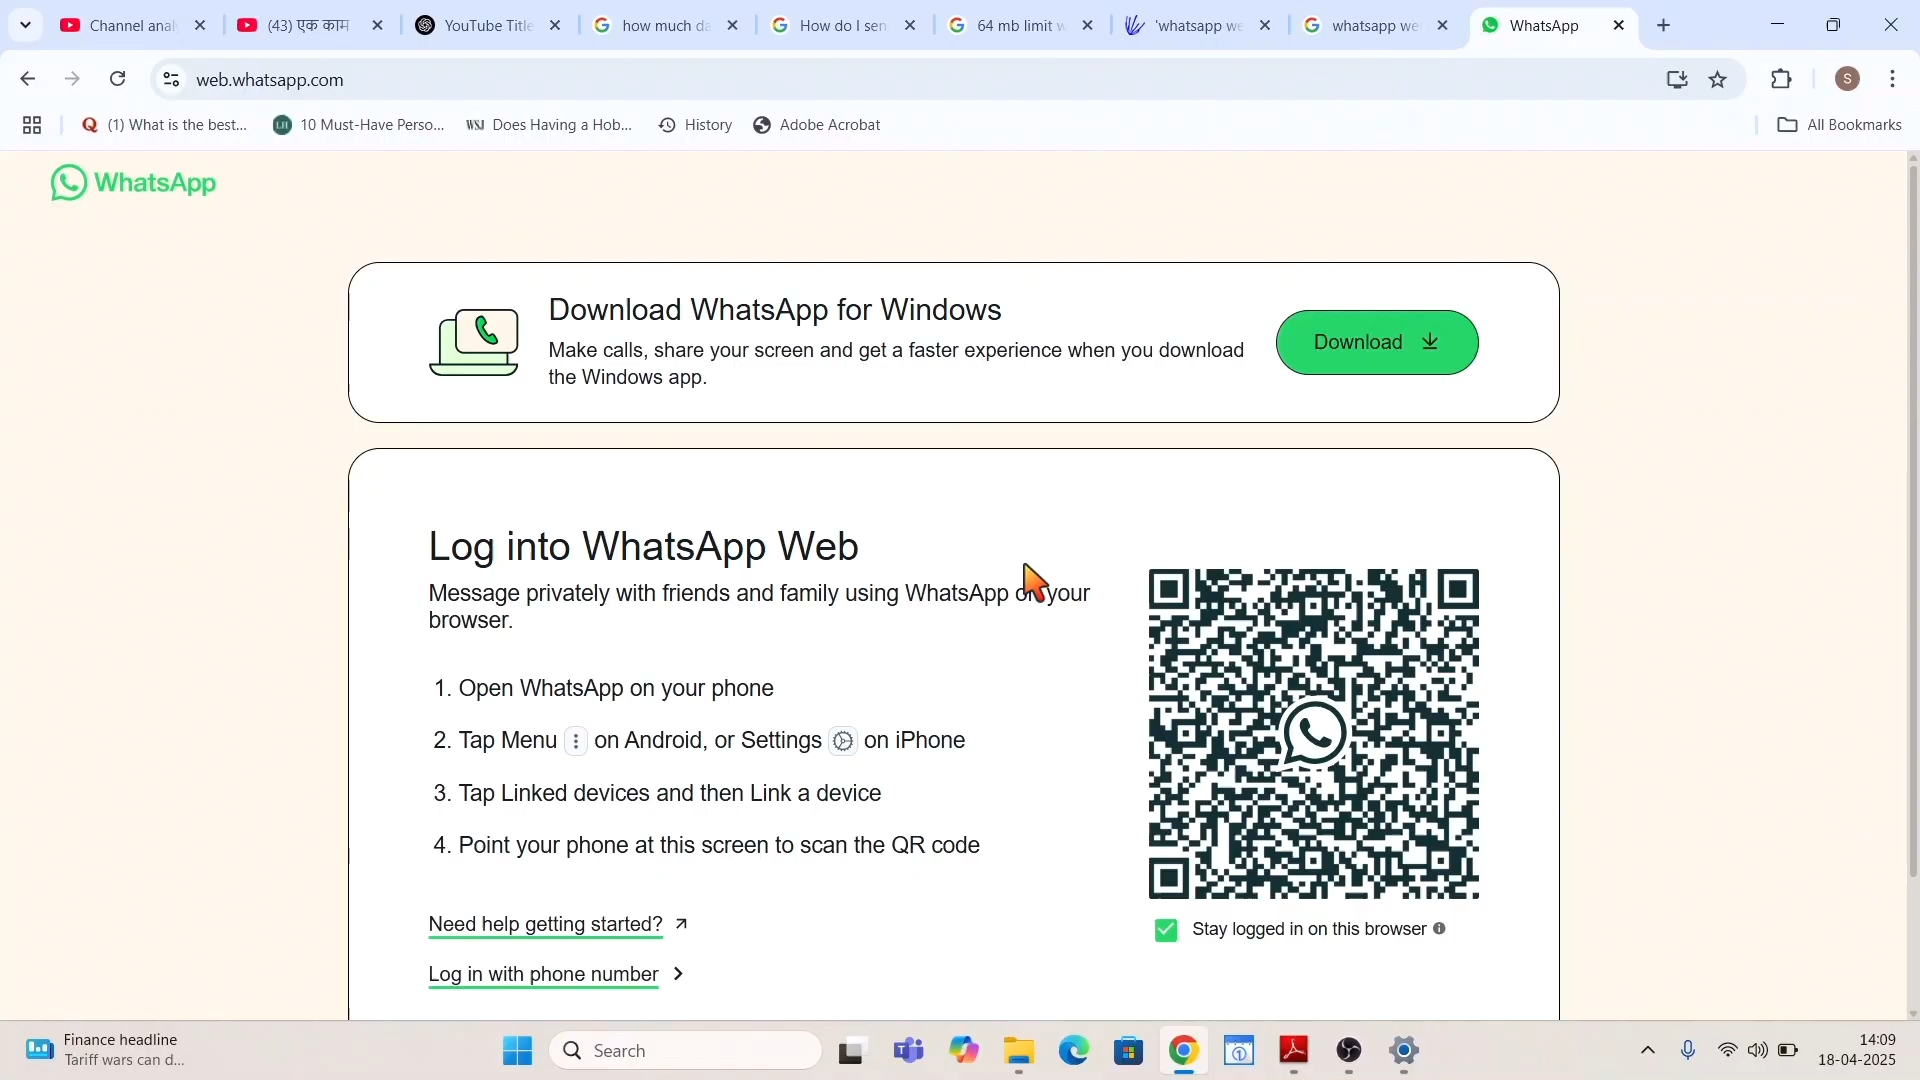 Channel anal
(43) एक काम
YouTube Title
how much da
How do I sen
64 mb limit w
'whatsapp we
whatsapp we
WhatsApp
web.whatsapp.com
S
(1) What is the best...
10 Must-Have Perso...
WSJ Does Having a Hob...
History
Adobe Acrobat
All Bookmarks
WhatsApp
Download WhatsApp for Windows
Make calls, share your screen and get a faster experience when you download
the Windows app.
Download
Log into WhatsApp Web
Message privately with friends and family using WhatsApp on your
browser.
1. Open WhatsApp on your phone
2. Tap Menu on Android, or Settings on iPhone
3. Tap Linked devices and then Link a device
4. Point your phone at this screen to scan the QR code
Need help getting started?
Stay logged in on this browser
Log in with phone number
Finance headline
Tariff wars can d...
Search
14:09
18-04-2025